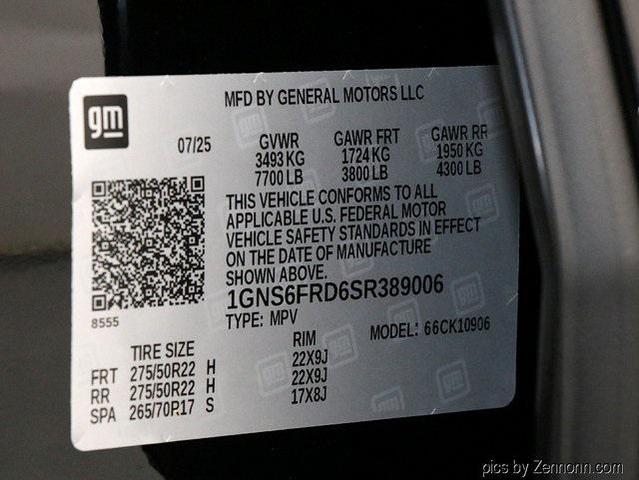 gm
MFD BY GENERAL MOTORS LLC
07/25 GVWR GAWR FRT GAWR RR
3493 KG 1724 KG 1950 KG
7700 LB 3800 LB 4300 LB
THIS VEHICLE CONFORMS TO ALL
APPLICABLE U.S. FEDERAL MOTOR
VEHICLE SAFETY STANDARDS IN EFFECT
ON THE DATE OF MANUFACTURE
SHOWN ABOVE.
1GNS6FRD6SR389006
8555
TYPE: MPV MODEL: 66CK10906
TIRE SIZE RIM
FRT 275/50R22 H 22X9J
RR 275/50R22 H 22X9J
SPA 265/70R17 S 17X8J
pics by Zennonn.com